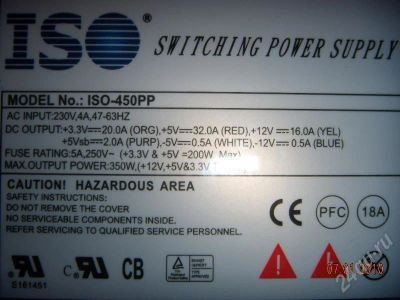 ISO SWITCHING POWER SUPPLY
MODEL No.: ISO-450PP
AC INPUT:230V,4A,47-63HZ
DC OUTPUT:+3.3V⎓20.0A (ORG),+5V⎓32.0A (RED),+12V⎓16.0A (YEL)
+5Vsb⎓2.0A (PURP),-5V⎓0.5A (WHITE),-12V⎓0.5A (BLUE)
FUSE RATING:5A,250V~ (+3.3V & +5V =200W Max)
MAX.OUTPUT POWER:350W,(+12V,+5V&3.3V
CAUTION! HAZARDOUS AREA
SAFETY INSTRUCTIONS:
DO NOT REMOVE THE COVER.
NO SERVICEABLE COMPONENTS INSIDE.
REFER SERVICING TO QUALIFIED SERVICE PERSONNEL.
CE PFC 18A
E161451
c CB
TYPE APPROVED
24au.ru